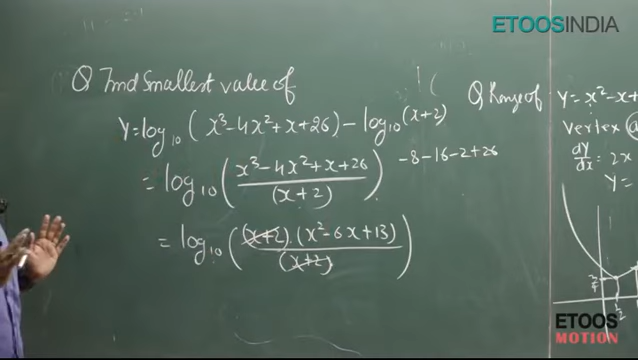 ETOOSINDIA
Q Find Smallest value of
Y=log₁₀(x³-4x²+x+26)-log₁₀(x+2)
=log₁₀((x³-4x²+x+26)/(x+2))
-8-16-2+26
=log₁₀((x+2).(x²-6x+13)/(x+2))
Q Range of Y=x²-x+
Vertex
dy/dx=2x
Y=
ETOOS
MOTION